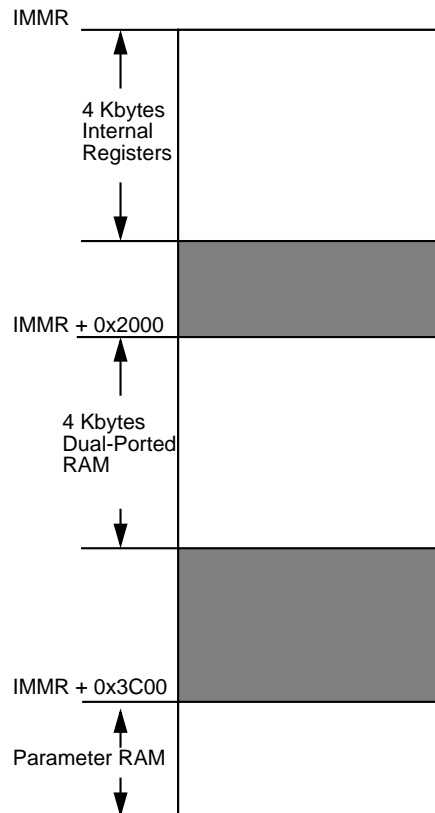 IMMR
4 Kbytes
Internal
Registers
IMMR + 0x2000
4 Kbytes
Dual-Ported
RAM
IMMR + 0x3C00
Parameter RAM